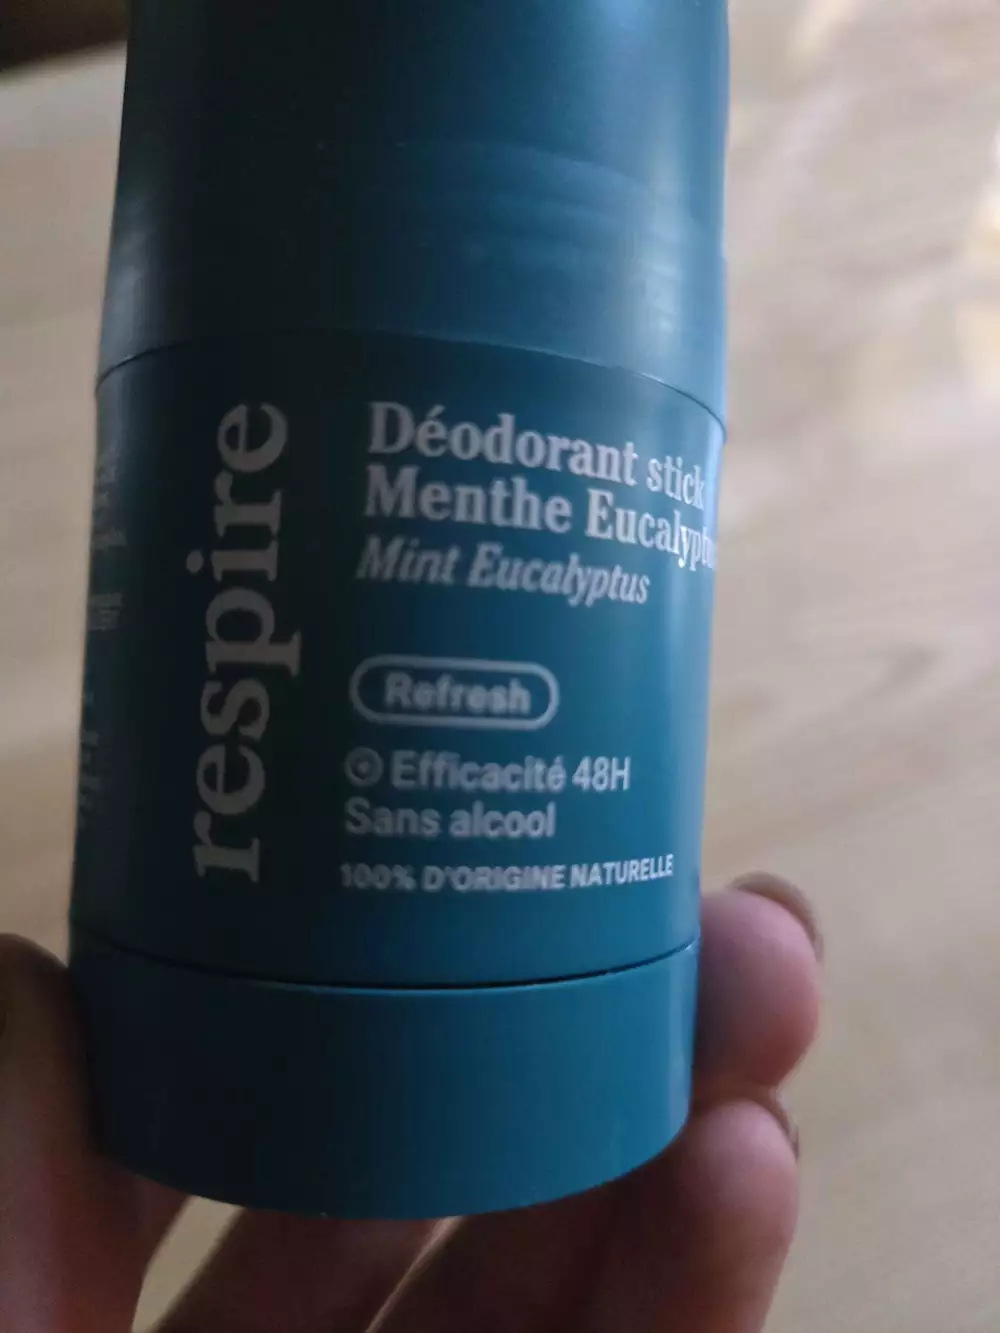 respire
Déodorant stick
Menthe Eucalyptus
Mint Eucalyptus
Refresh
Efficacité 48H
Sans alcool
100% D'ORIGINE NATURELLE